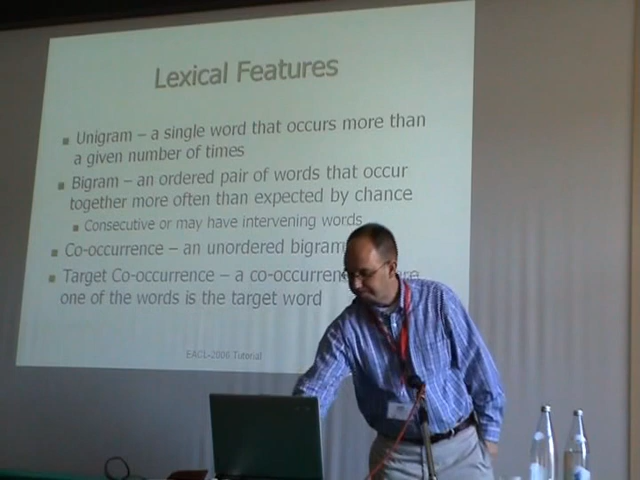 Lexical Features
Unigram – a single word that occurs more than
a given number of times
Bigram – an ordered pair of words that occur
together more often than expected by chance
Consecutive or may have intervening words
Co-occurrence – an unordered bigram
Target Co-occurrence – a co-occurrence
one of the words is the target word
EACL-2006 Tutorial